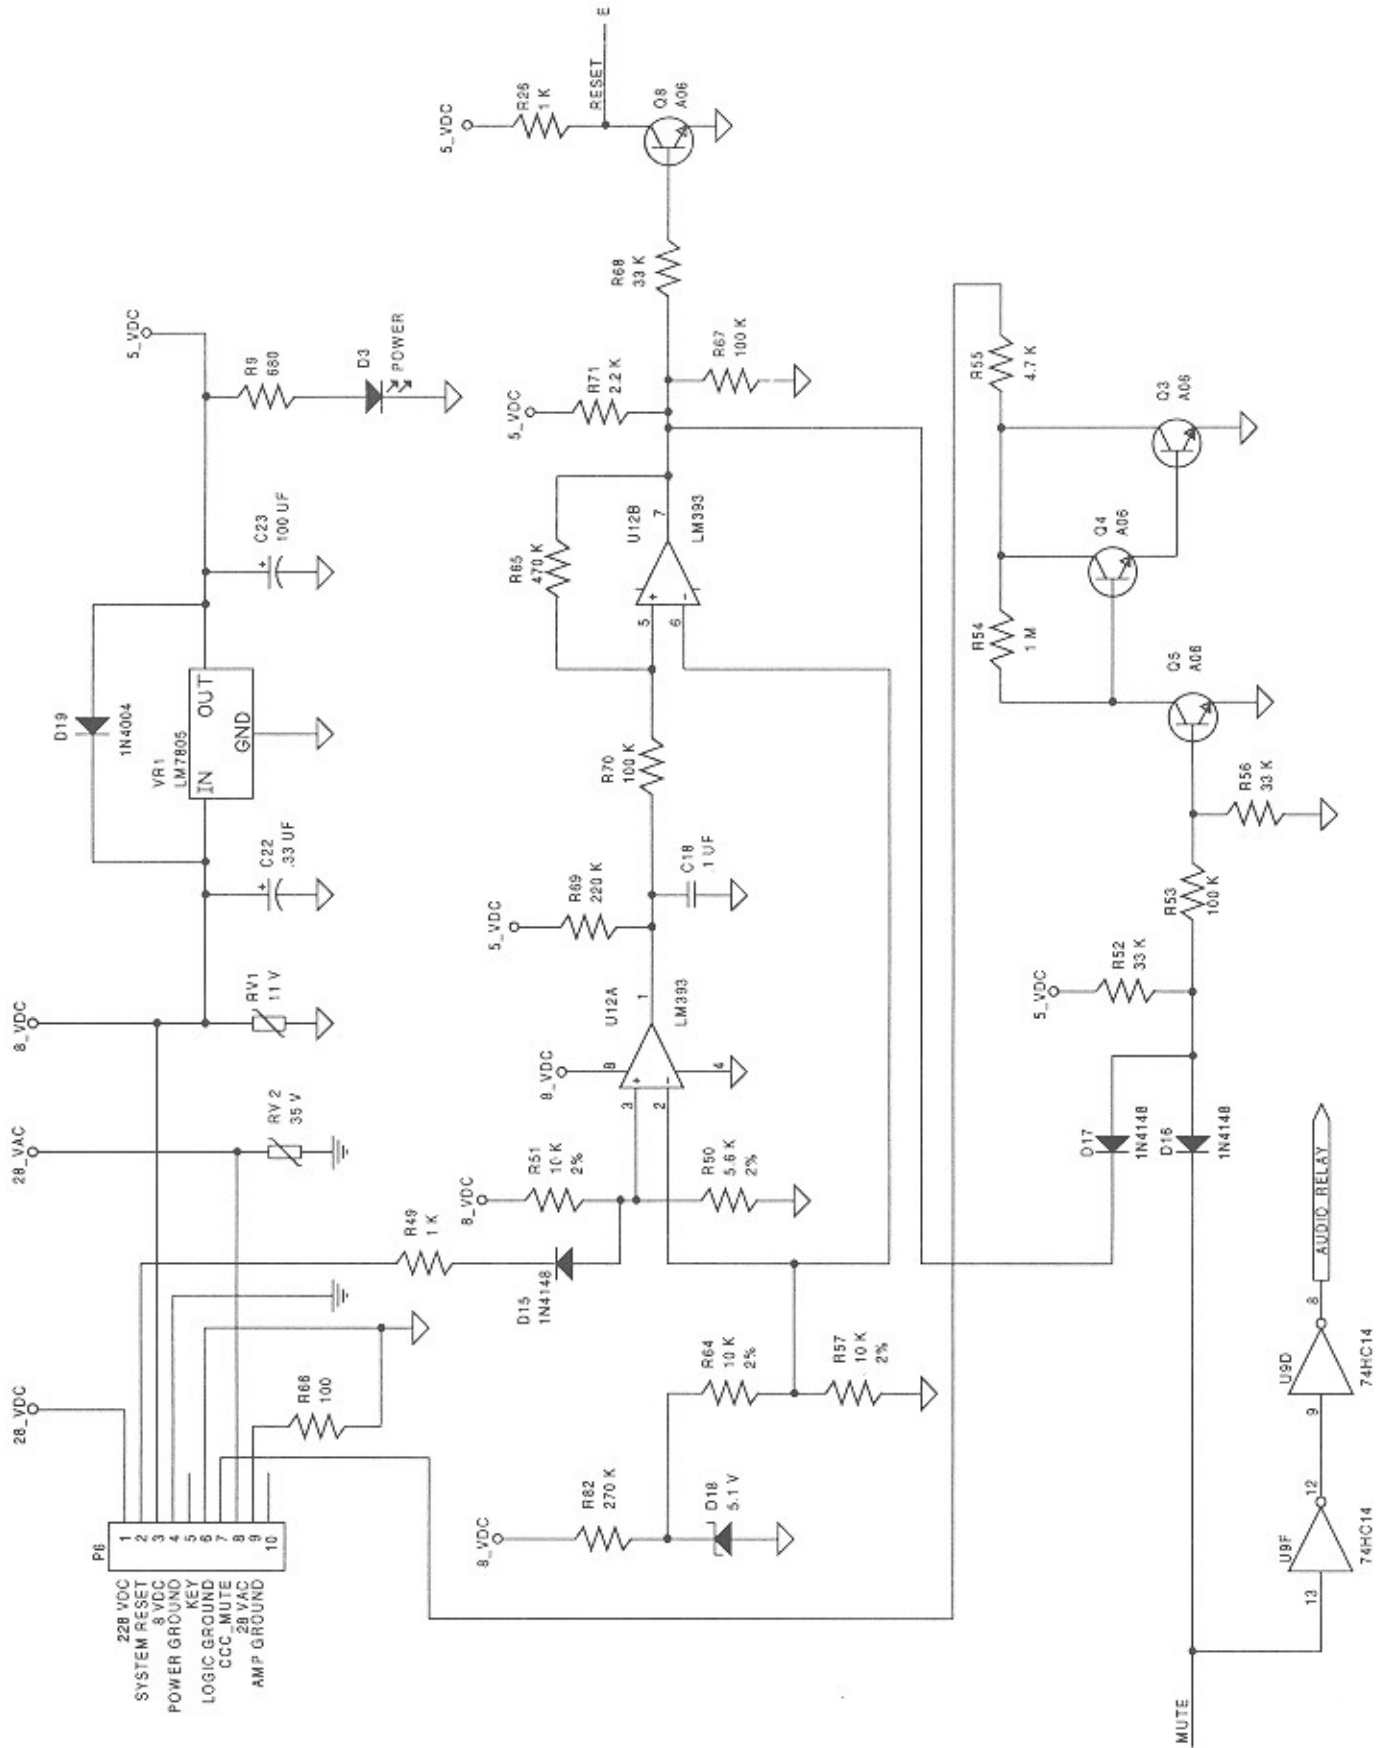 28_VDC
28_VAC
8_VDC
P6
228 VDC
SYSTEM RESET
8 VDC
POWER GROUND
KEY
LOGIC GROUND
CCC_MUTE
28 VAC
AMP GROUND
1
2
3
4
5
6
7
8
9
10
R66
100
RV 2
35 V
RV1
11 V
C22
.33 UF
D19
1N4004
VR1
LM7805
IN
OUT
GND
C23
100 UF
5_VDC
R9
680
D3
POWER
R49
1 K
D15
1N4148
8_VDC
R51
10 K
2%
R50
5.6 K
2%
8_VDC
R82
270 K
D18
5.1 V
R64
10 K
2%
R57
10 K
2%
8_VDC
8
3
+
2
-
4
1
U12A
LM393
5_VDC
R69
220 K
C18
.1 UF
R70
100 K
R65
470 K
5
+
6
-
7
U12B
LM393
5_VDC
R71
2.2 K
R67
100 K
R68
33 K
5_VDC
R26
1 K
RESET
E
Q8
A06
R55
4.7 K
Q3
A06
Q4
A06
R54
1 M
Q5
A06
R56
33 K
R53
100 K
5_VDC
R52
33 K
D17
1N4148
D16
1N4148
MUTE
13
U9F
12
74HC14
9
U9D
8
74HC14
AUDIO RELAY